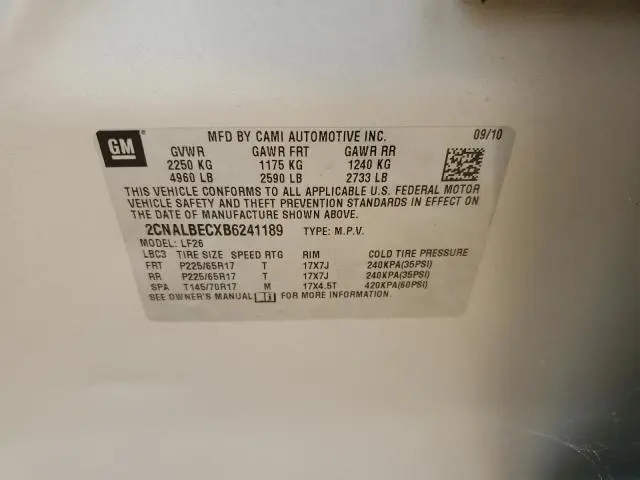 GM
MFD BY CAMI AUTOMOTIVE INC. 09/10
GVWR GAWR FRT GAWR RR
2250 KG 1175 KG 1240 KG
4960 LB 2590 LB 2733 LB
THIS VEHICLE CONFORMS TO ALL APPLICABLE U.S. FEDERAL MOTOR
VEHICLE SAFETY AND THEFT PREVENTION STANDARDS IN EFFECT ON
THE DATE OF MANUFACTURE SHOWN ABOVE.
2CNALBECXB6241189 TYPE: M.P.V.
MODEL: LF26
LBC3 TIRE SIZE SPEED RTG RIM COLD TIRE PRESSURE
FRT P225/65R17 T 17X7J 240KPA(35PSI)
RR P225/65R17 T 17X7J 240KPA(35PSI)
SPA T145/70R17 M 17X4.5T 420KPA(60PSI)
SEE OWNER'S MANUAL FOR MORE INFORMATION.